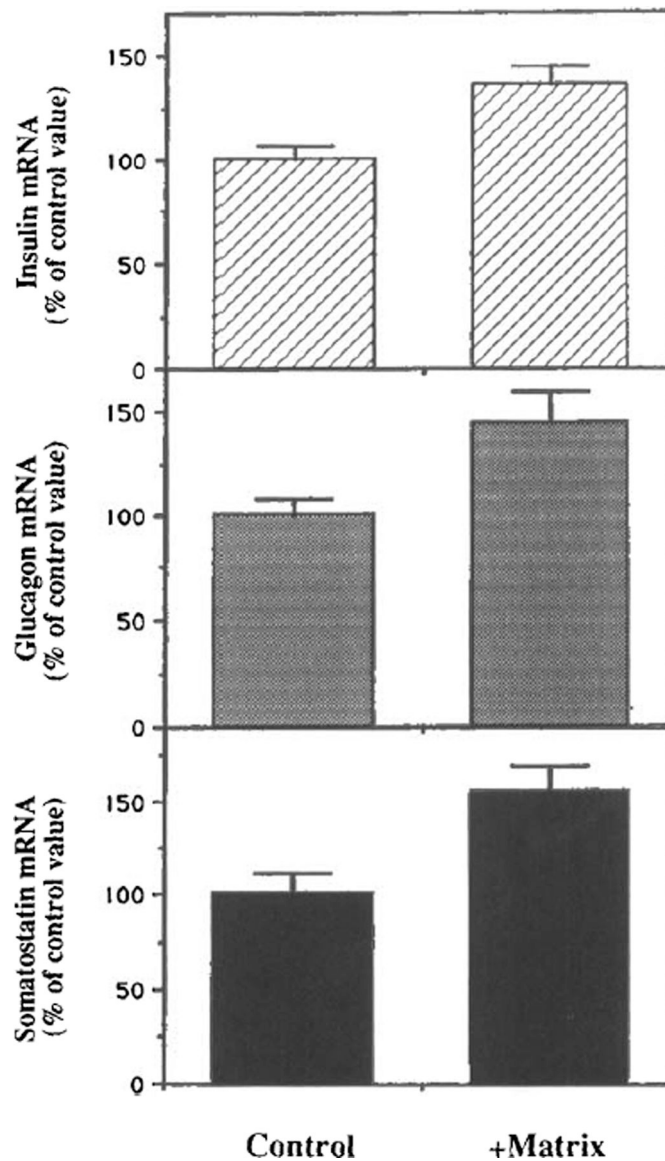 Insulin mRNA
(% of control value)
150
100
50
0
Glucagon mRNA
(% of control value)
150
100
50
0
Somatostatin mRNA
(% of control value)
150
100
50
0
Control +Matrix